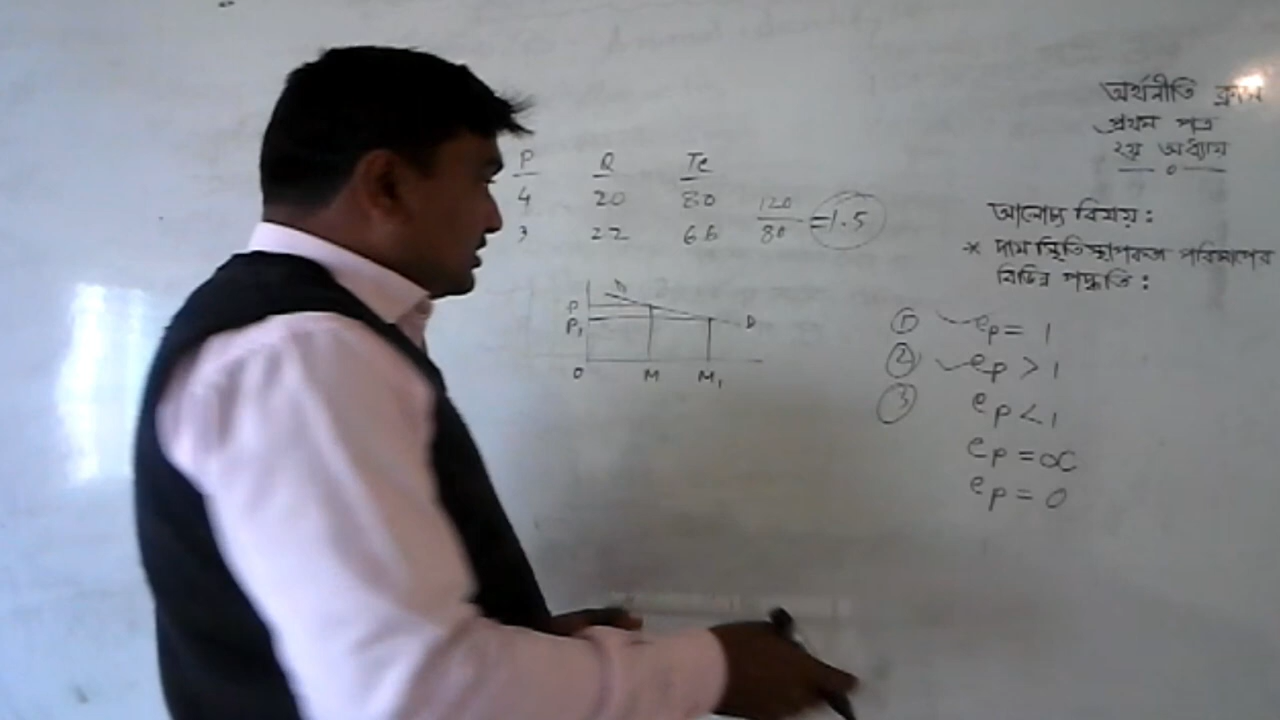 অর্থনীতি ক্লাস
প্রথম পত্র
২য় অধ্যায়
আলোচ্য বিষয় :
* দাম স্থিতিস্থাপকতা পরিমাপের
বিভিন্ন পদ্ধতি :
P Q Te
4 20 80
3 22 66
120
80
=1.5
D
P
P₁
D
O M M₁
① eₚ = 1
② eₚ > 1
③ eₚ < 1
eₚ = ∝
eₚ = 0